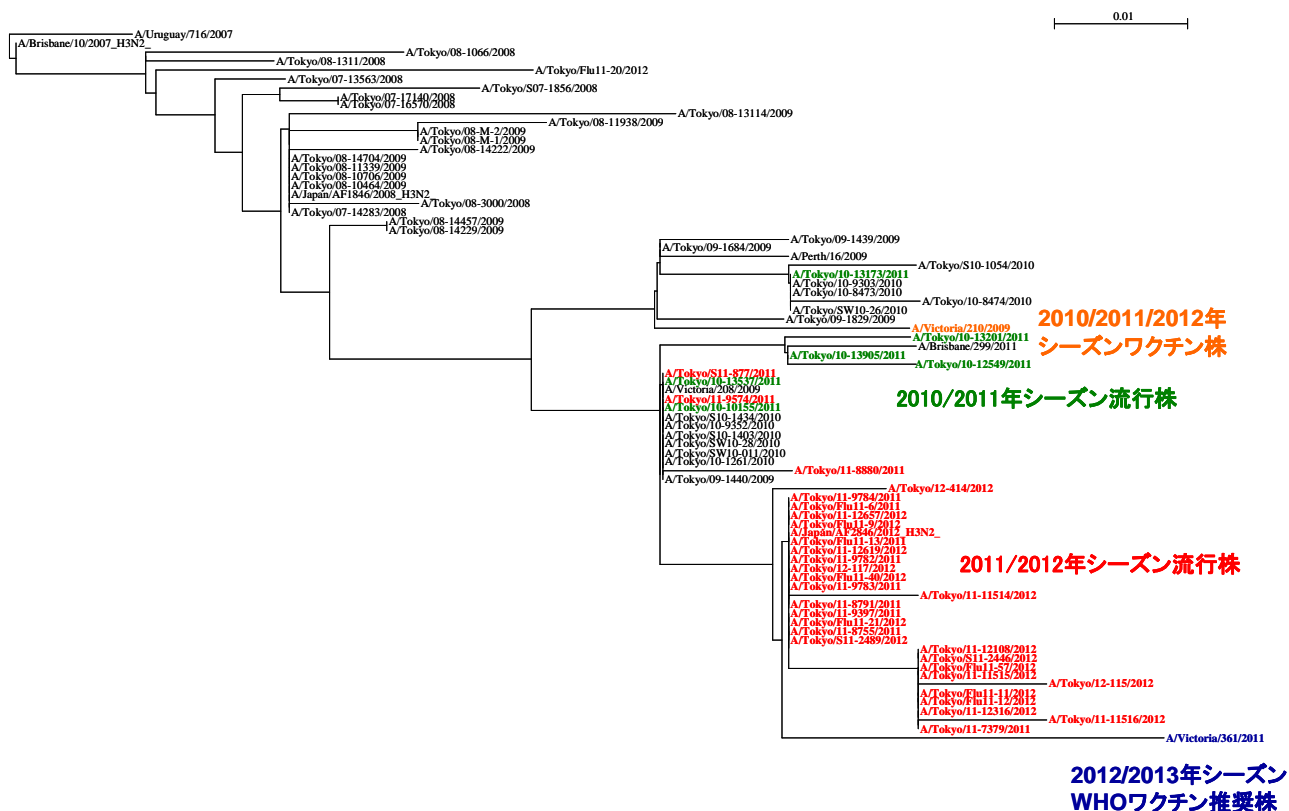 0.01
A/Uruguay/716/2007
A/Brisbane/10/2007_H3N2_
A/Tokyo/08-1066/2008
A/Tokyo/08-1311/2008
A/Tokyo/Flu11-20/2012
A/Tokyo/07-13563/2008
A/Tokyo/S07-1856/2008
A/Tokyo/07-17140/2008
A/Tokyo/07-16570/2008
A/Tokyo/08-13114/2009
A/Tokyo/08-11938/2009
A/Tokyo/08-M-2/2009
A/Tokyo/08-M-1/2009
A/Tokyo/08-14222/2009
A/Tokyo/08-14704/2009
A/Tokyo/08-11339/2009
A/Tokyo/08-10706/2009
A/Tokyo/08-10464/2009
A/Japan/AF1846/2008_H3N2_
A/Tokyo/08-3000/2008
A/Tokyo/07-14283/2008
A/Tokyo/08-14457/2009
A/Tokyo/08-14229/2009
A/Tokyo/09-1439/2009
A/Tokyo/09-1684/2009
A/Perth/16/2009
A/Tokyo/S10-1054/2010
A/Tokyo/10-13173/2011
A/Tokyo/10-9303/2010
A/Tokyo/10-8473/2010
A/Tokyo/10-8474/2010
A/Tokyo/SW10-26/2010
A/Tokyo/09-1829/2009
A/Victoria/210/2009
2010/2011/2012年
シーズンワクチン株
A/Tokyo/10-13201/2011
A/Brisbane/299/2011
A/Tokyo/10-13905/2011
A/Tokyo/10-12549/2011
2010/2011年シーズン流行株
A/Tokyo/S11-877/2011
A/Tokyo/10-13537/2011
A/Victoria/208/2009
A/Tokyo/11-9574/2011
A/Tokyo/10-10155/2011
A/Tokyo/S10-1434/2010
A/Tokyo/10-9352/2010
A/Tokyo/S10-1403/2010
A/Tokyo/SW10-28/2010
A/Tokyo/SW10-011/2010
A/Tokyo/10-1261/2010
A/Tokyo/11-8880/2011
A/Tokyo/09-1440/2009
A/Tokyo/12-414/2012
A/Tokyo/11-9784/2011
A/Tokyo/Flu11-6/2011
A/Tokyo/11-12657/2012
A/Tokyo/Flu11-9/2012
A/Japan/AF2846/2012_H3N2_
A/Tokyo/Flu11-13/2011
A/Tokyo/11-12619/2012
A/Tokyo/11-9782/2011
A/Tokyo/12-117/2012
A/Tokyo/Flu11-40/2012
A/Tokyo/11-9783/2011
2011/2012年シーズン流行株
A/Tokyo/11-11514/2012
A/Tokyo/11-8791/2011
A/Tokyo/11-9397/2011
A/Tokyo/Flu11-21/2012
A/Tokyo/11-8755/2011
A/Tokyo/S11-2489/2012
A/Tokyo/11-12108/2012
A/Tokyo/S11-2446/2012
A/Tokyo/Flu11-57/2012
A/Tokyo/11-11515/2012
A/Tokyo/12-115/2012
A/Tokyo/Flu11-11/2012
A/Tokyo/Flu11-12/2012
A/Tokyo/11-12316/2012
A/Tokyo/11-11516/2012
A/Tokyo/11-7379/2011
A/Victoria/361/2011
2012/2013年シーズン
WHOワクチン推奨株